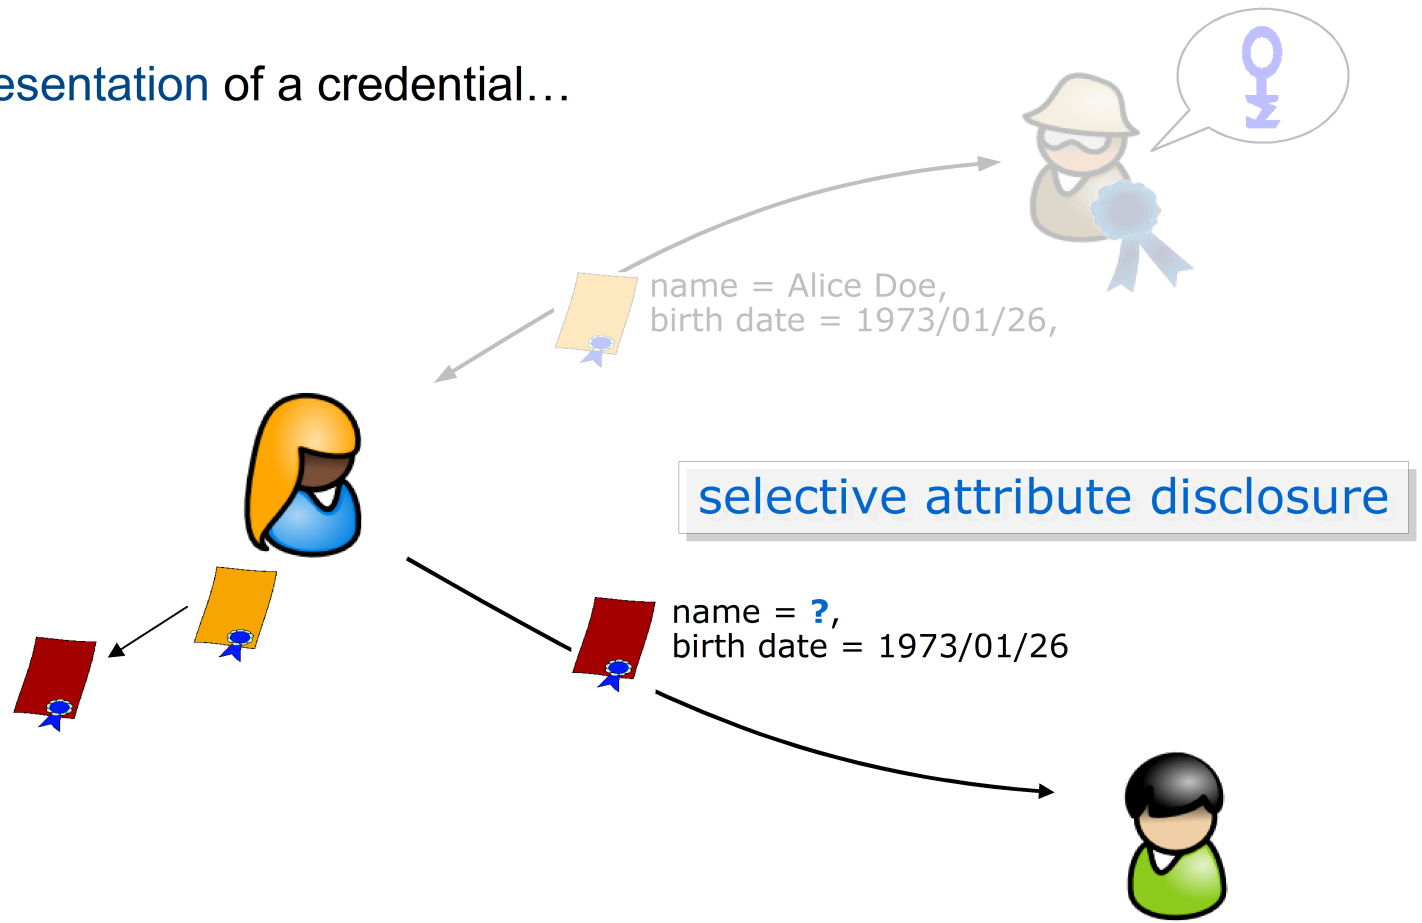 esentation of a credential…
name = Alice Doe,
birth date = 1973/01/26,
selective attribute disclosure
name = ?,
birth date = 1973/01/26